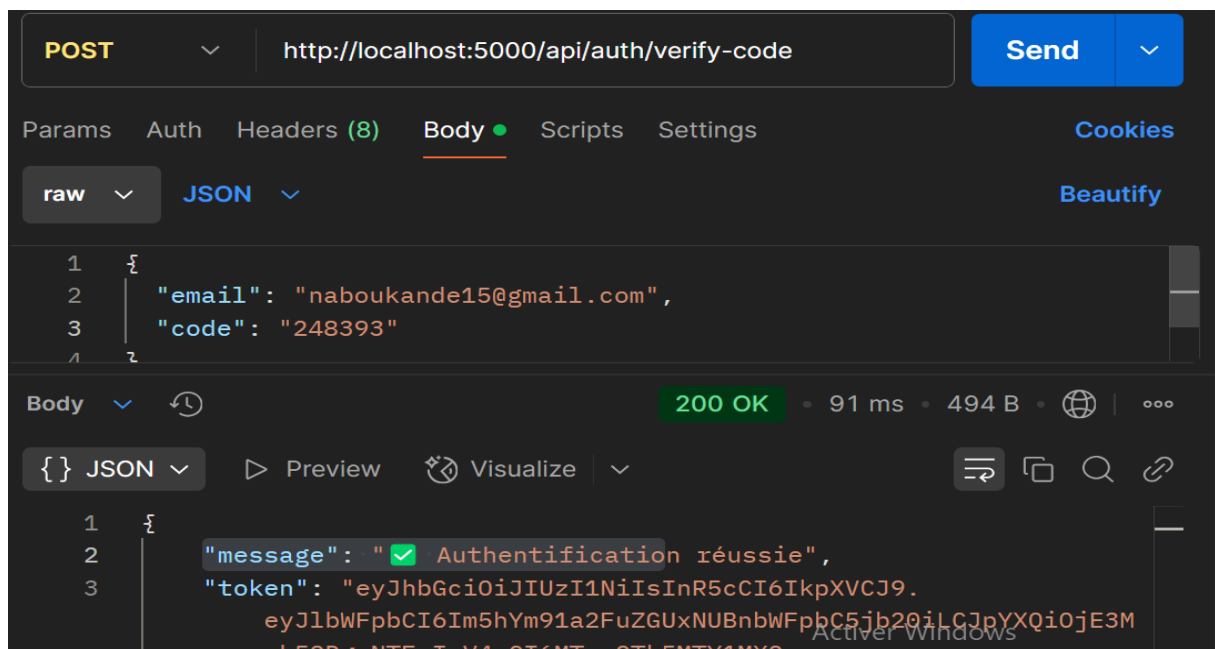 POST http://localhost:5000/api/auth/verify-code Send
Params Auth Headers (8) Body Scripts Settings Cookies
raw JSON Beautify
1 {
2 "email": "naboukande15@gmail.com",
3 "code": "248393"
4 }
Body 200 OK • 91 ms • 494 B •
{} JSON Preview Visualize
1 {
2 "message": "✅ Authentification réussie",
3 "token": "eyJhbGciOiJIUzI1NiIsInR5cCI6IkpXVCJ9.
eyJlbWFpbCI6Im5hYm91a2FuZGUxNUBnbWFpbC5jb20iLCJpYXQiOjE3M
Activer Windows